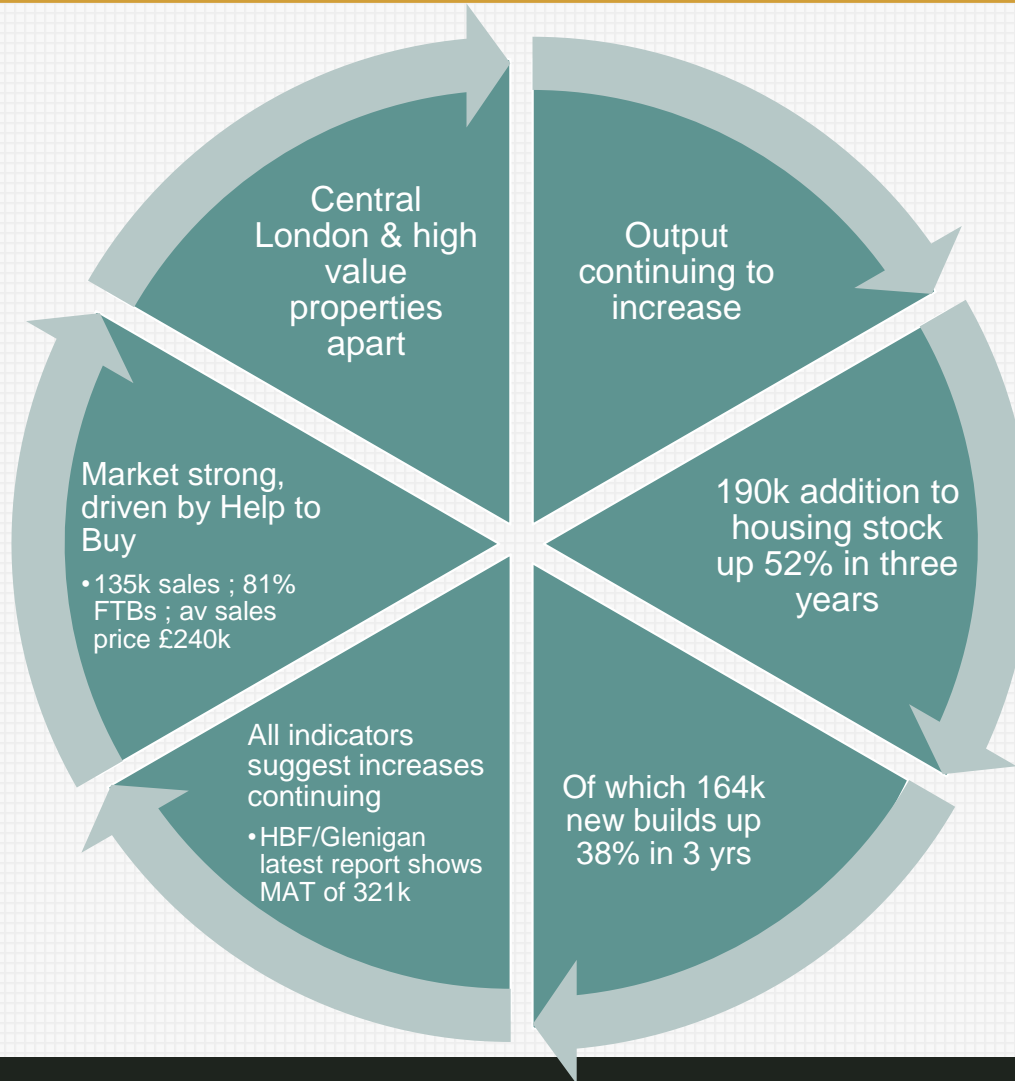 Output
continuing to
increase
190k addition to
housing stock
up 52% in three
years
Of which 164k
new builds up
38% in 3 yrs
All indicators
suggest increases
continuing
•HBF/Glenigan
latest report shows
MAT of 321k
Market strong,
driven by Help to
Buy
•135k sales ; 81%
FTBs ; av sales
price £240k
Central
London & high
value
properties
apart